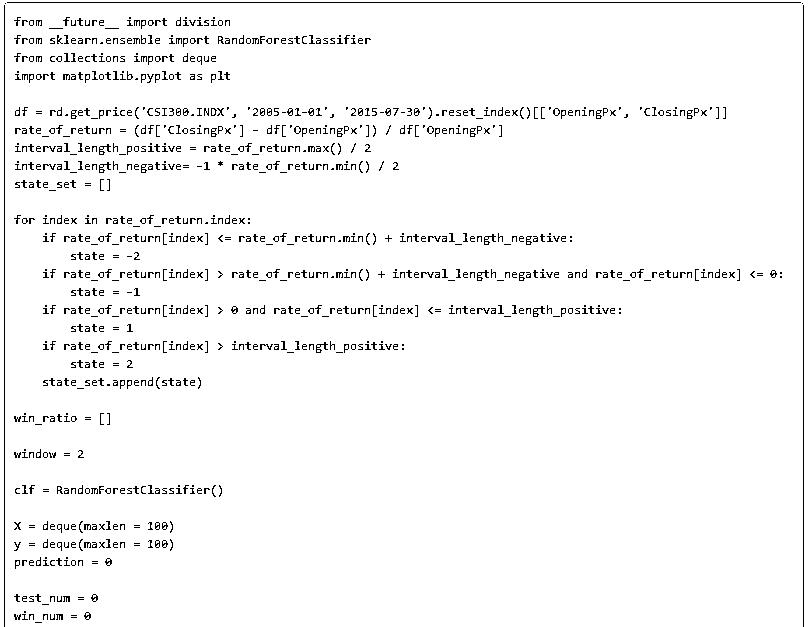 from __future__ import division
from sklearn.ensemble import RandomForestClassifier
from collections import deque
import matplotlib.pyplot as plt

df = rd.get_price('CSI300.INDX', '2005-01-01', '2015-07-30').reset_index()[['OpeningPx', 'ClosingPx']]
rate_of_return = (df['ClosingPx'] - df['OpeningPx']) / df['OpeningPx']
interval_length_positive = rate_of_return.max() / 2
interval_length_negative= -1 * rate_of_return.min() / 2
state_set = []

for index in rate_of_return.index:
    if rate_of_return[index] <= rate_of_return.min() + interval_length_negative:
        state = -2
    if rate_of_return[index] > rate_of_return.min() + interval_length_negative and rate_of_return[index] <= 0:
        state = -1
    if rate_of_return[index] > 0 and rate_of_return[index] <= interval_length_positive:
        state = 1
    if rate_of_return[index] > interval_length_positive:
        state = 2
    state_set.append(state)

win_ratio = []

window = 2

clf = RandomForestClassifier()

X = deque(maxlen = 100)
y = deque(maxlen = 100)
prediction = 0

test_num = 0
win_num = 0